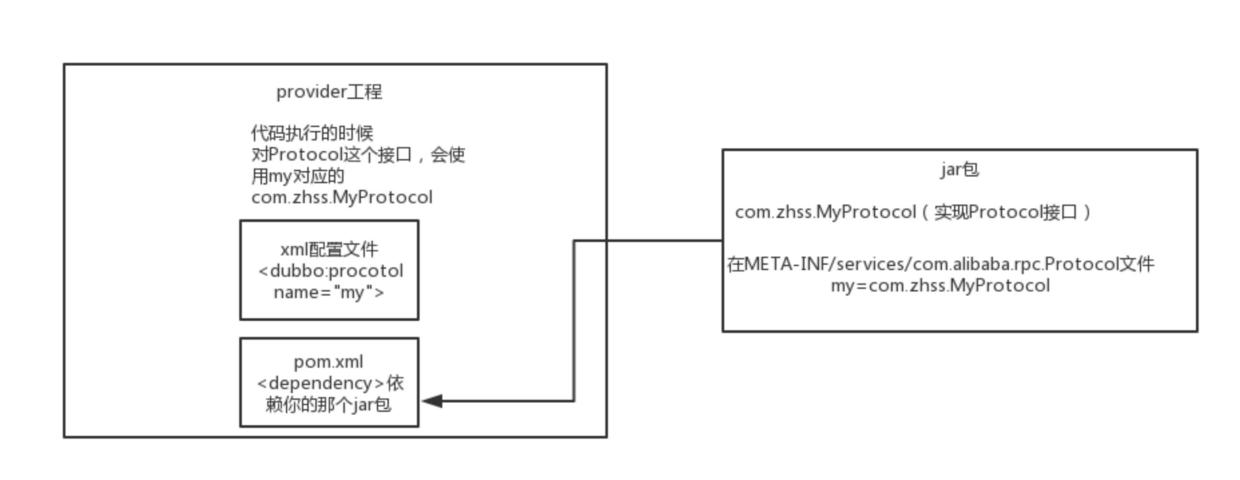 provider工程
代码执行的时候
对Protocol这个接口，会使
用my对应的
com.zhss.MyProtocol
xml配置文件
<dubbo:procotol
name="my">
pom.xml
<dependency>依
赖你的那个jar包
jar包
com.zhss.MyProtocol（实现Protocol接口）
在META-INF/services/com.alibaba.rpc.Protocol文件
my=com.zhss.MyProtocol